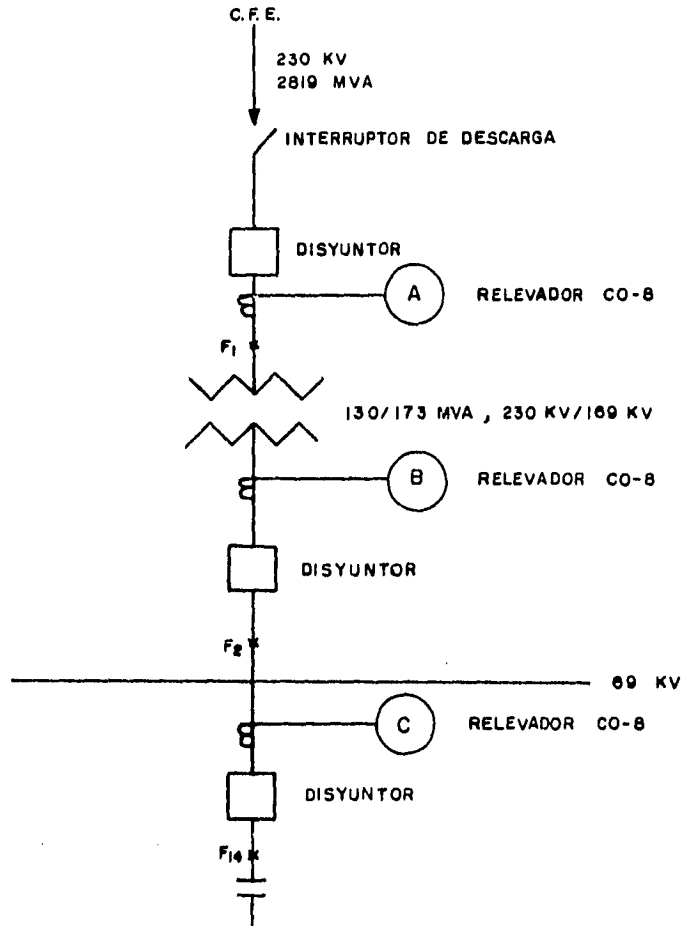 C.F.E.
230 KV
2819 MVA
INTERRUPTOR DE DESCARGA
DISYUNTOR
A RELEVADOR CO-8
F1
130/173 MVA , 230 KV/169 KV
B RELEVADOR CO-8
DISYUNTOR
F2
69 KV
C RELEVADOR CO-8
DISYUNTOR
F14